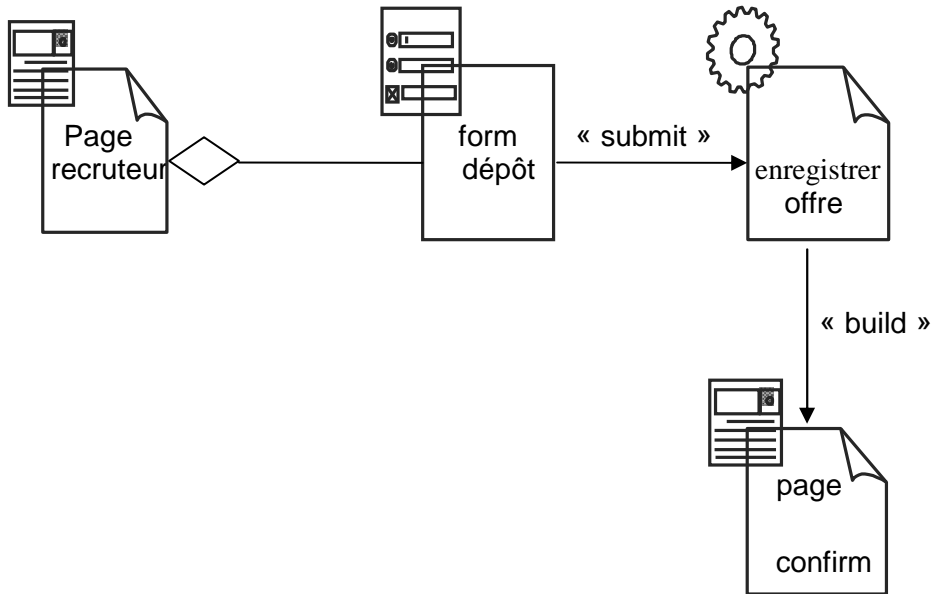 Page
recruteur
form
dépôt
« submit »
enregistrer
offre
« build »
page
confirm